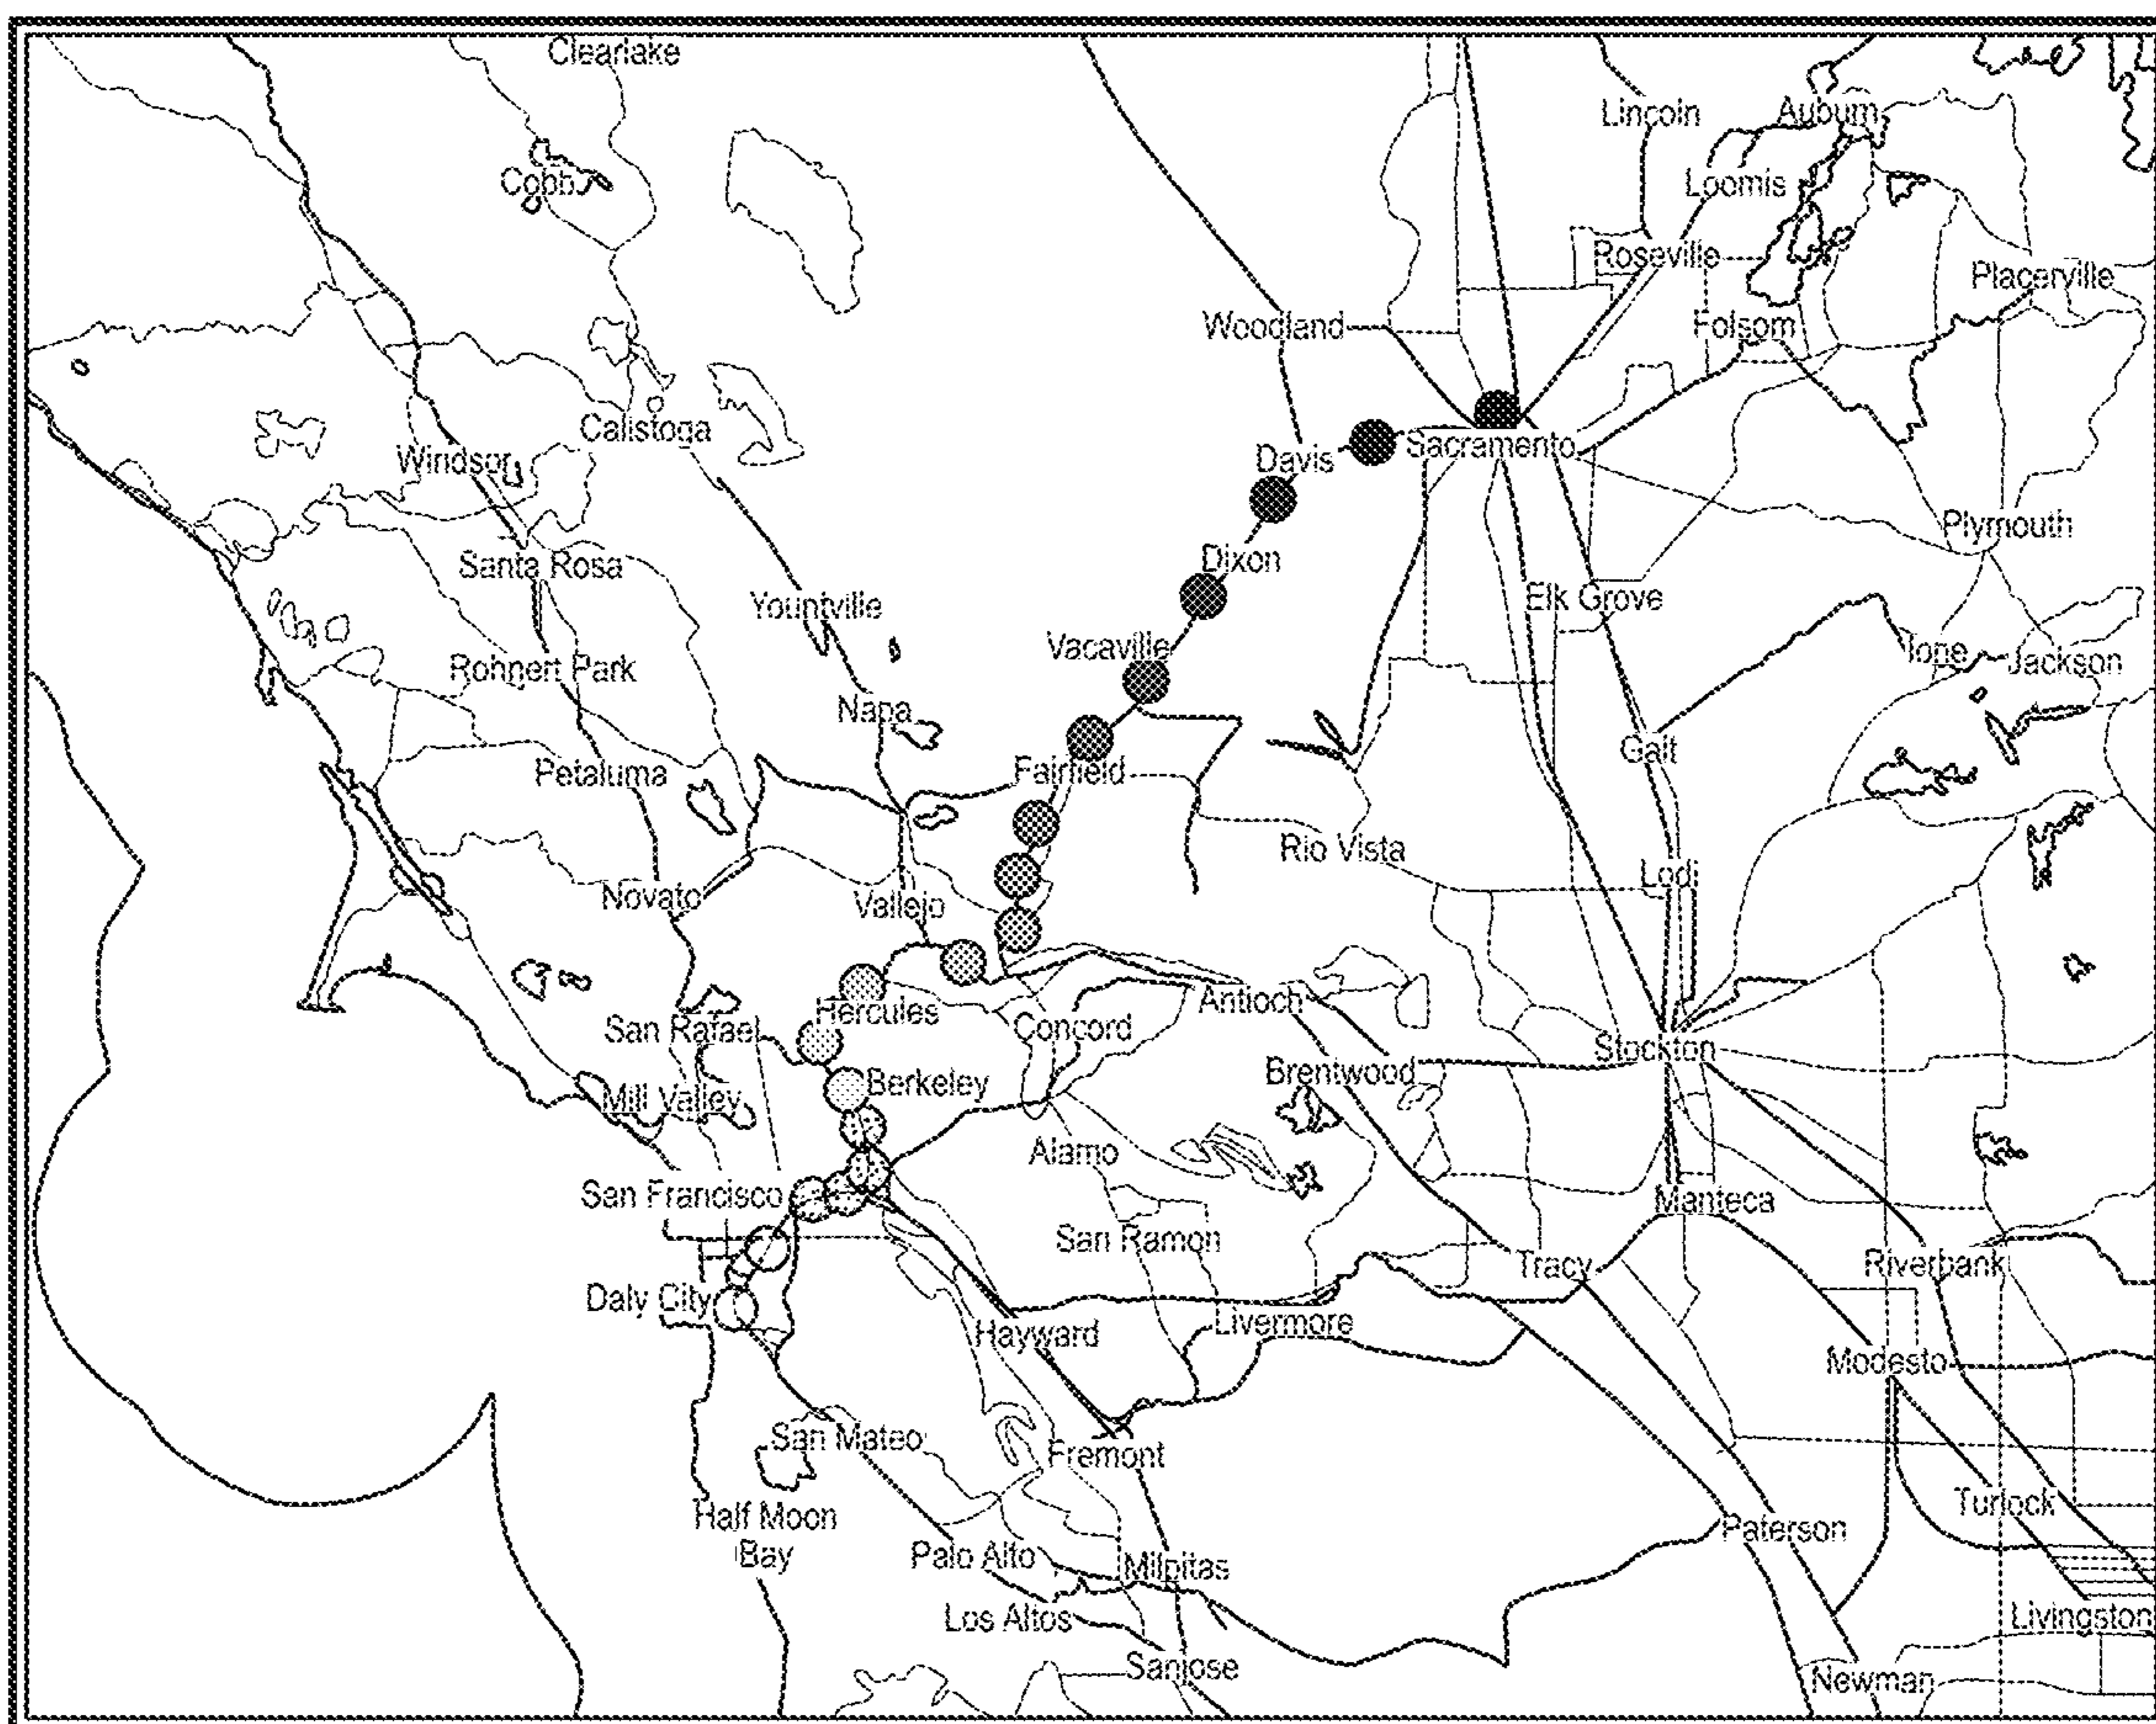 Clearlake
Lincoln
Auburn
Cobb
Loomis
Roseville
Placerville
Woodland
Folsom
Calistoga
Windsor
Davis
Sacramento
Plymouth
Santa Rosa
Dixon
Yountville
Elk Grove
Vacaville
Ione
Jackson
Rohnert Park
Napa
Galt
Petaluma
Fairfield
Rio Vista
Lodi
Novato
Vallejo
Antioch
Hercules
San Rafael
Concord
Stockton
Brentwood
Berkeley
Mill Valley
Alamo
San Francisco
Manteca
San Ramon
Tracy
Riverbank
Daly City
Livermore
Hayward
Modesto
San Mateo
Fremont
Turlock
Half Moon
Bay
Paterson
Palo Alto
Milpitas
Los Altos
Livingston
SanJose
Newman